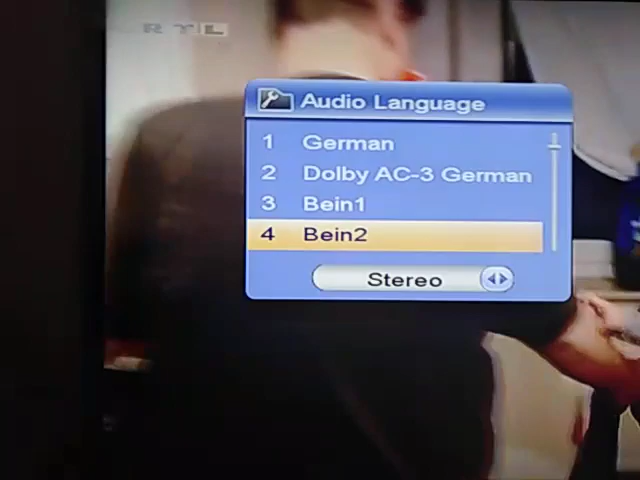 RTL
Audio Language
1 German
2 Dolby AC-3 German
3 Bein1
4 Bein2
Stereo